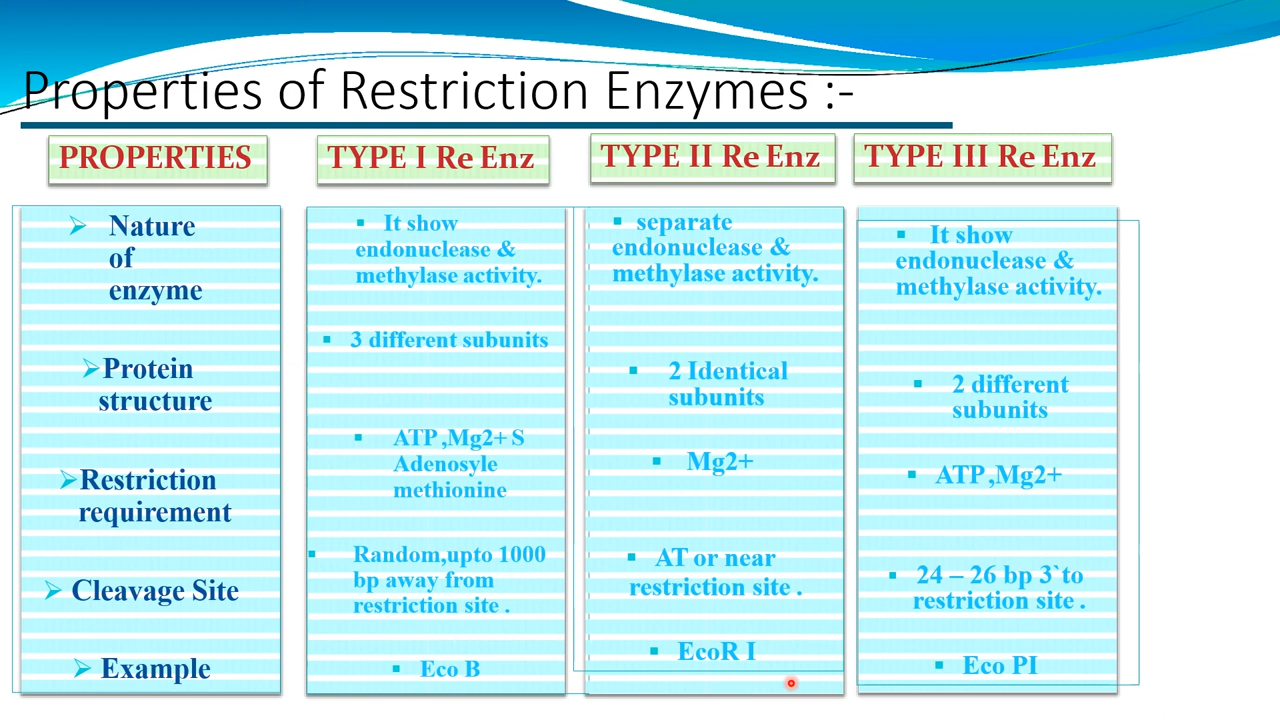 Properties of Restriction Enzymes :-
PROPERTIES
TYPE I Re Enz
TYPE II Re Enz
TYPE III Re Enz
Nature
of
enzyme
Protein
structure
Restriction
requirement
Cleavage Site
Example
It show
endonuclease &
methylase activity.
3 different subunits
ATP ,Mg2+ S
Adenosyle
methionine
Random,upto 1000
bp away from
restriction site .
Eco B
separate
endonuclease &
methylase activity.
2 Identical
subunits
Mg2+
AT or near
restriction site .
EcoR I
It show
endonuclease &
methylase activity.
2 different
subunits
ATP ,Mg2+
24 – 26 bp 3`to
restriction site .
Eco PI